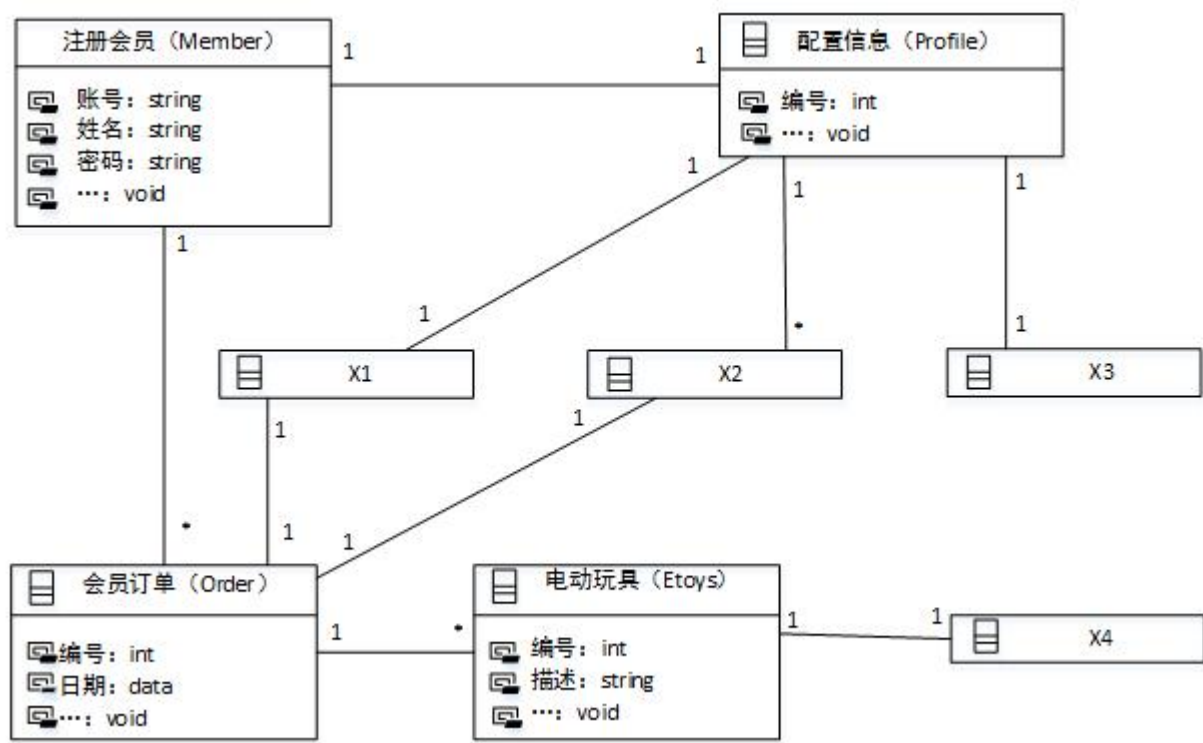 注册会员（Member）
账号：string
姓名：string
密码：string
…：void
1
1
配置信息（Profile）
编号：int
…：void
1
1
1
1
1
*
1
X1
X2
X3
1
1
*
1
1
会员订单（Order）
编号：int
日期：data
…：void
1
*
电动玩具（Etoys）
编号：int
描述：string
…：void
1
1
X4